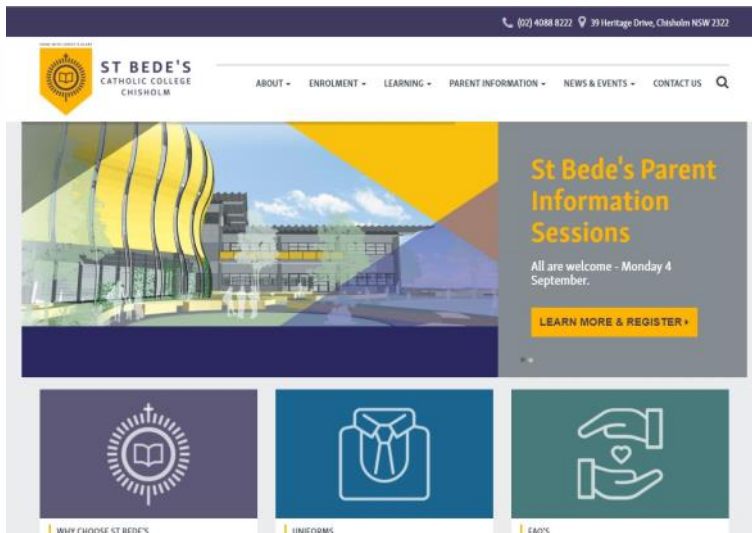 (02) 4088 8222 39 Heritage Drive, Chisholm NSW 2322
ST BEDE'S
CATHOLIC COLLEGE
CHISHOLM
ABOUT ENROLMENT LEARNING PARENT INFORMATION NEWS & EVENTS CONTACT US
St Bede's Parent
Information
Sessions
All are welcome - Monday 4
September.
LEARN MORE & REGISTER
WHY CHOOSE ST BEDE'S
UNIFORMS
FAQ'S